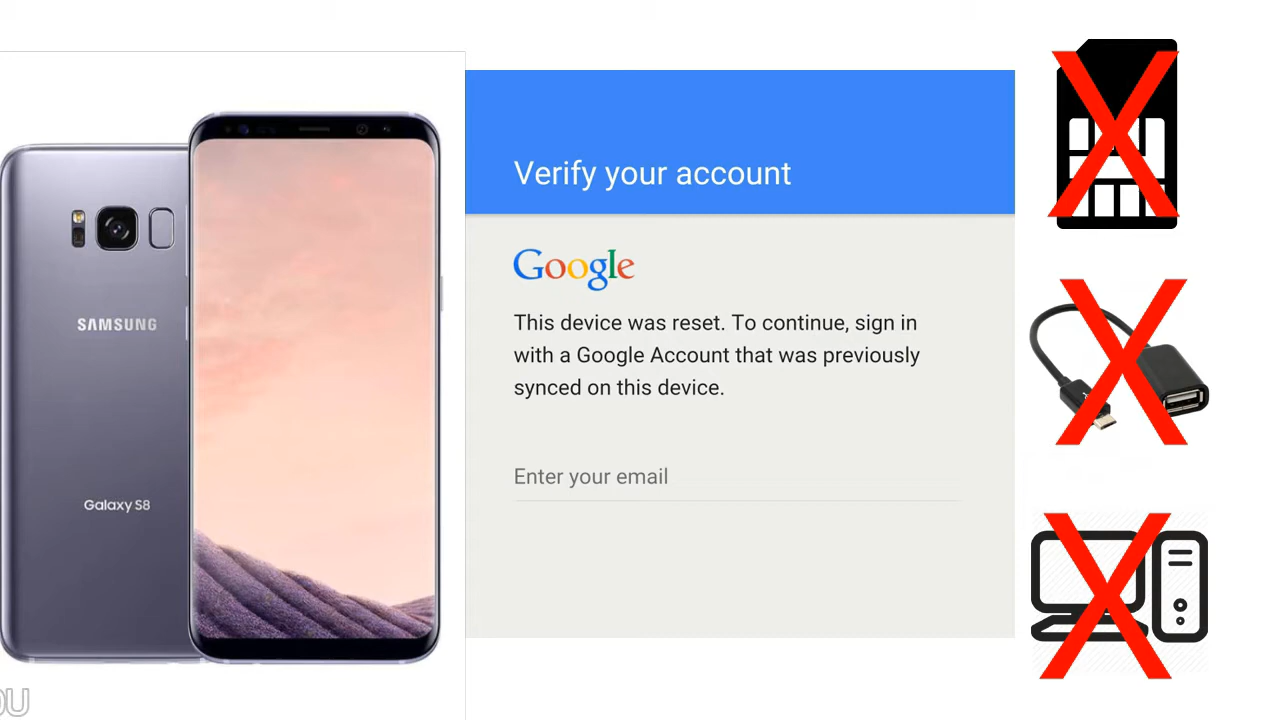 SAMSUNG
Galaxy S8
Verify your account
Google
This device was reset. To continue, sign in
with a Google Account that was previously
synced on this device.
Enter your email